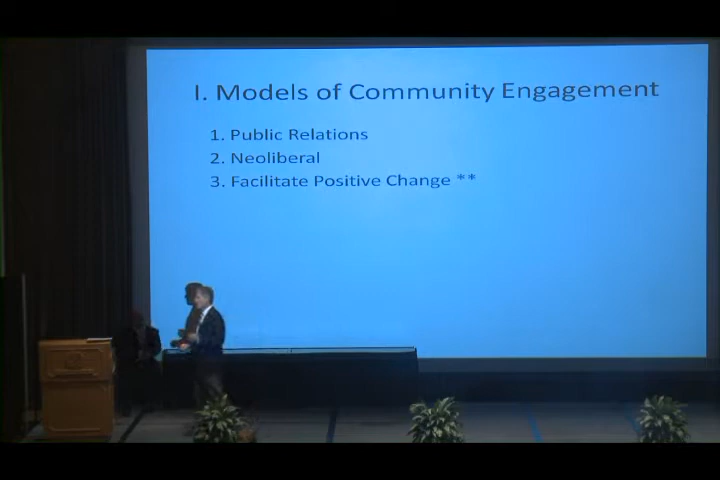 I. Models of Community Engagement
1. Public Relations
2. Neoliberal
3. Facilitate Positive Change **